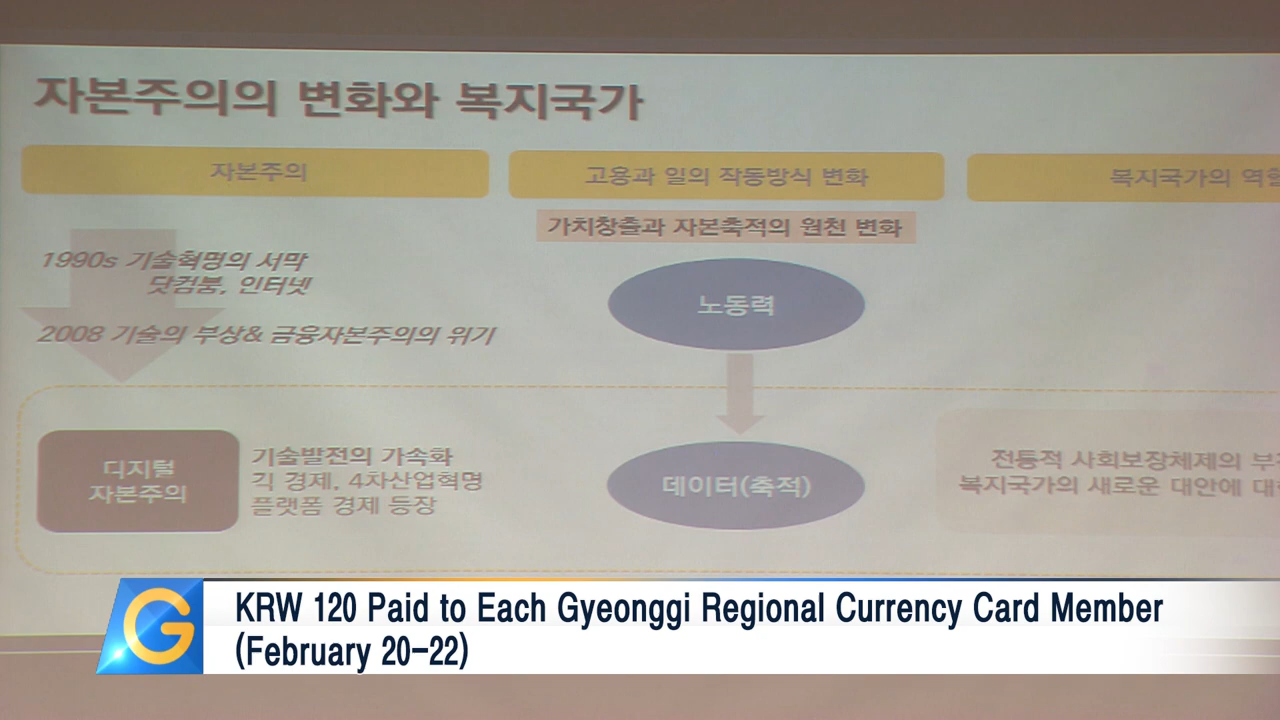 자본주의의 변화와 복지국가
자본주의
고용과 일의 작동방식 변화
복지국가의
가치창출과 자본축적의 원천 변화
1990s 기술혁명의 서막
닷컴붐, 인터넷
2008 기술의 부상& 금융자본주의의 위기
노동력
디지털
자본주의
기술발전의 가속화
긱 경제, 4차산업혁명
플랫폼 경제 등장
데이터(축적)
전통적 사회보장체제의
복지국가의 새로운 대안에
G
KRW 120 Paid to Each Gyeonggi Regional Currency Card Member
(February 20-22)